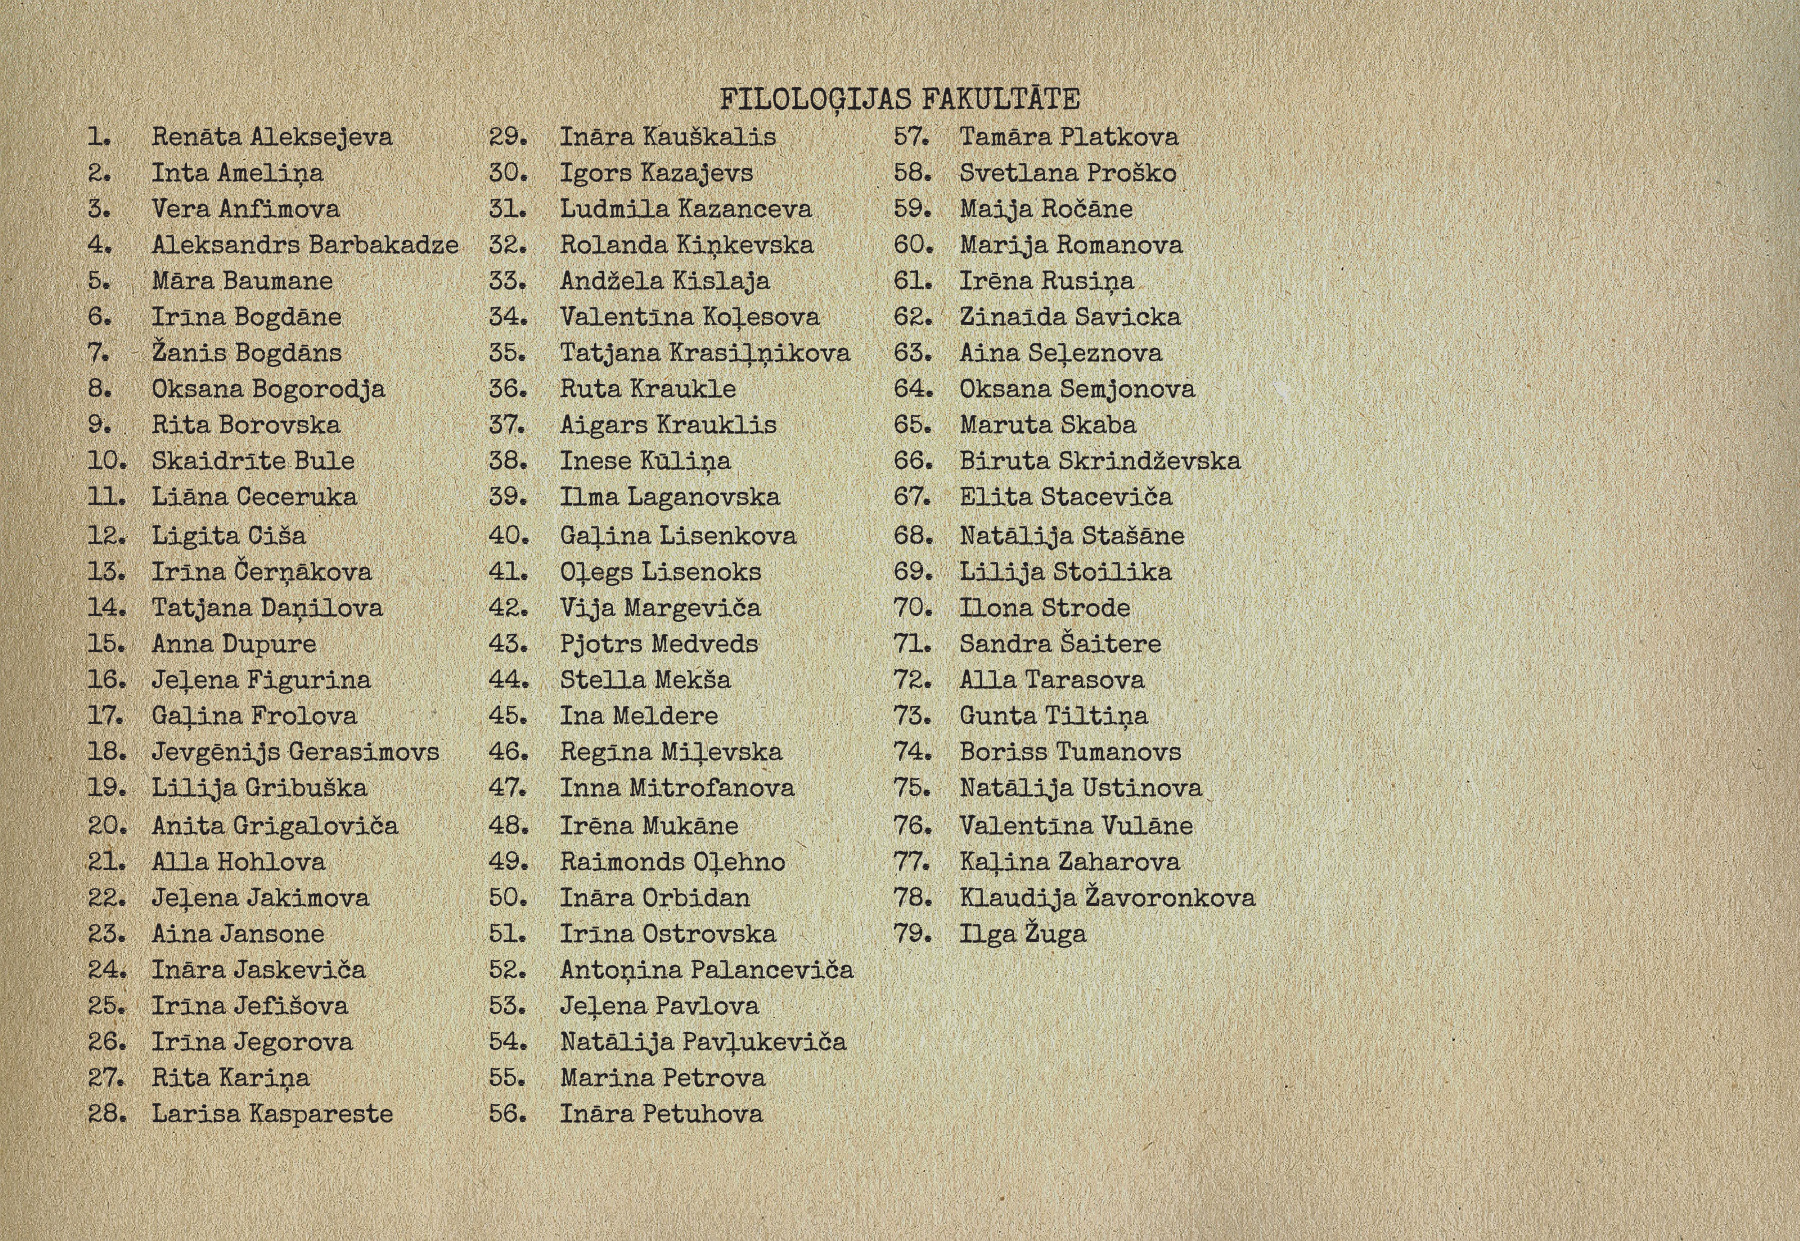 FILOLOĢIJAS FAKULTĀTE
1. Renāta Aleksejeva
2. Inta Ameliņa
3. Vera Anfimova
4. Aleksandrs Barbakadze
5. Māra Baumane
6. Irīna Bogdāne
7. Žanis Bogdāns
8. Oksana Bogorodja
9. Rita Borovska
10. Skaidrīte Bule
11. Liāna Ceceruka
12. Ligita Ciša
13. Irīna Černākova
14. Tatjana Daņilova
15. Anna Dupure
16. Jeļena Figurina
17. Gaļina Frolova
18. Jevgēnijs Gerasimovs
19. Lilija Gribuška
20. Anita Grigaloviča
21. Alla Hohlova
22. Jeļena Jakimova
23. Aina Jansone
24. Ināra Jaskeviča
25. Irīna Jefišova
26. Irīna Jegorova
27. Rita Kariņa
28. Larisa Kaspareste
29. Ināra Kauškalis
30. Igors Kazajevs
31. Ludmila Kazanceva
32. Rolanda Kiņkevska
33. Andžela Kislaja
34. Valentīna Koļesova
35. Tatjana Krasiļņikova
36. Ruta Kraukle
37. Aigars Krauklis
38. Inese Kūliņa
39. Ilma Laganovska
40. Gaļina Lisenkova
41. Oļegs Lisenoks
42. Vija Margeviča
43. Pjotrs Medveds
44. Stella Mekša
45. Ina Meldere
46. Regīna Miļevska
47. Inna Mitrofanova
48. Irēna Mukāne
49. Raimonds Oļehno
50. Ināra Orbidan
51. Irīna Ostrovska
52. Antoņina Palanceviča
53. Jeļena Pavlova
54. Natālija Pavļukeviča
55. Marina Petrova
56. Ināra Petuhova
57. Tamāra Platkova
58. Svetlana Proško
59. Maija Ročāne
60. Marija Romanova
61. Irēna Rusiņa
62. Zinaīda Savicka
63. Aina Seļeznova
64. Oksana Semjonova
65. Maruta Skaba
66. Biruta Skrindževska
67. Elita Staceviča
68. Natālija Stašāne
69. Lilija Stoilika
70. Ilona Strode
71. Sandra Šaitere
72. Alla Tarasova
73. Gunta Tiltiņa
74. Boriss Tumanovs
75. Natālija Ustinova
76. Valentīna Vulāne
77. Kaļina Zaharova
78. Klaudija Žavoronkova
79. Ilga Žuga